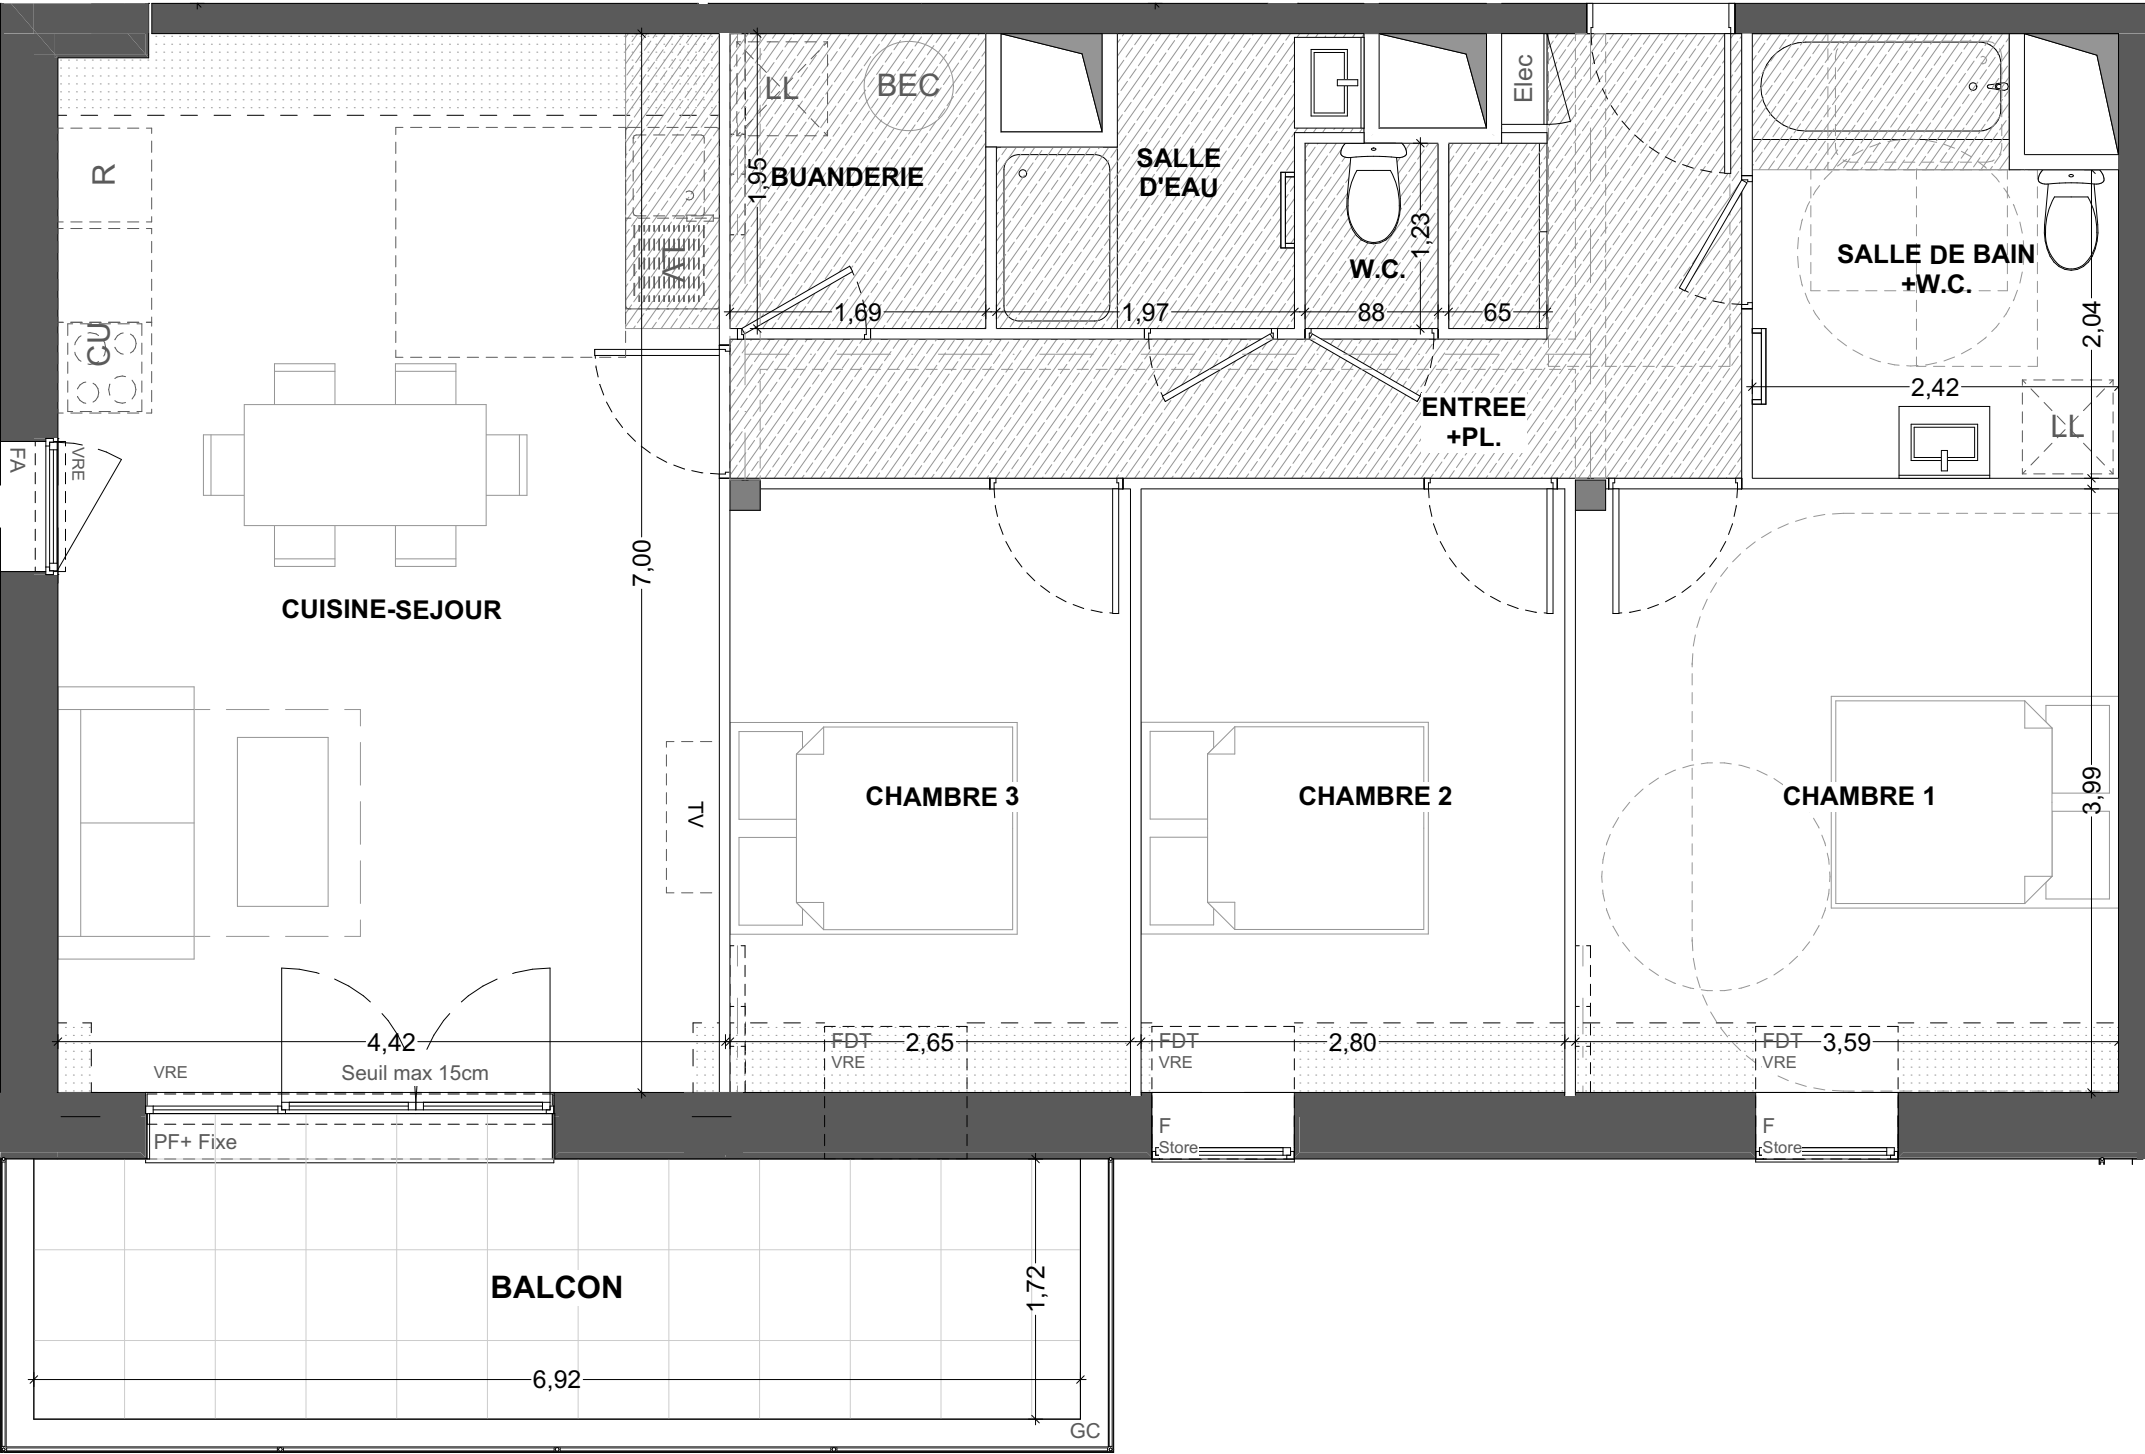 LL
BEC
Elec
R
1,95
BUANDERIE
SALLE
D'EAU
1,23
W.C.
SALLE DE BAIN
+W.C.
LV
1,69
1,97
88
65
2,04
CU
2,42
ENTREE
+PL.
LL
FA
VRE
7,00
CUISINE-SEJOUR
TV
CHAMBRE 3
CHAMBRE 2
CHAMBRE 1
3,99
4,42
FDT
VRE
2,65
FDT
VRE
2,80
FDT
VRE
3,59
VRE
Seuil max 15cm
PF+ Fixe
F
Store
F
Store
BALCON
1,72
6,92
GC